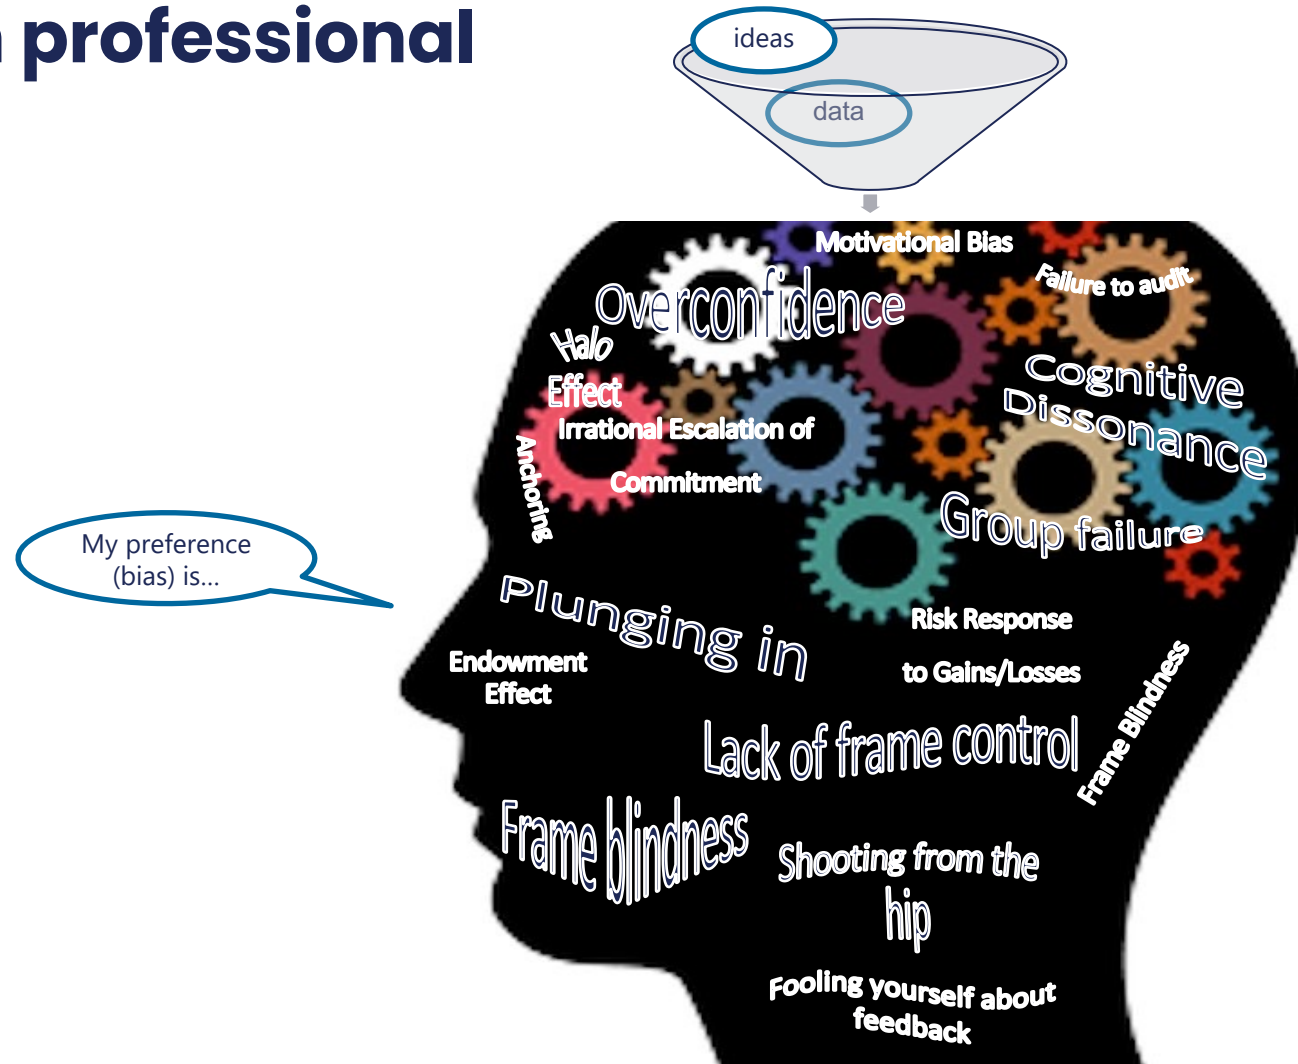 professional
ideas
data
Motivational Bias
Failure to audit
Overconfidence
Halo
Effect
Cognitive
Dissonance
Irrational Escalation of
Commitment
Anchoring
Group failure
My preference
(bias) is...
Plunging in
Risk Response
to Gains/Losses
Endowment
Effect
Frame Blindness
Lack of frame control
Frame blindness
Shooting from the
hip
Fooling yourself about
feedback